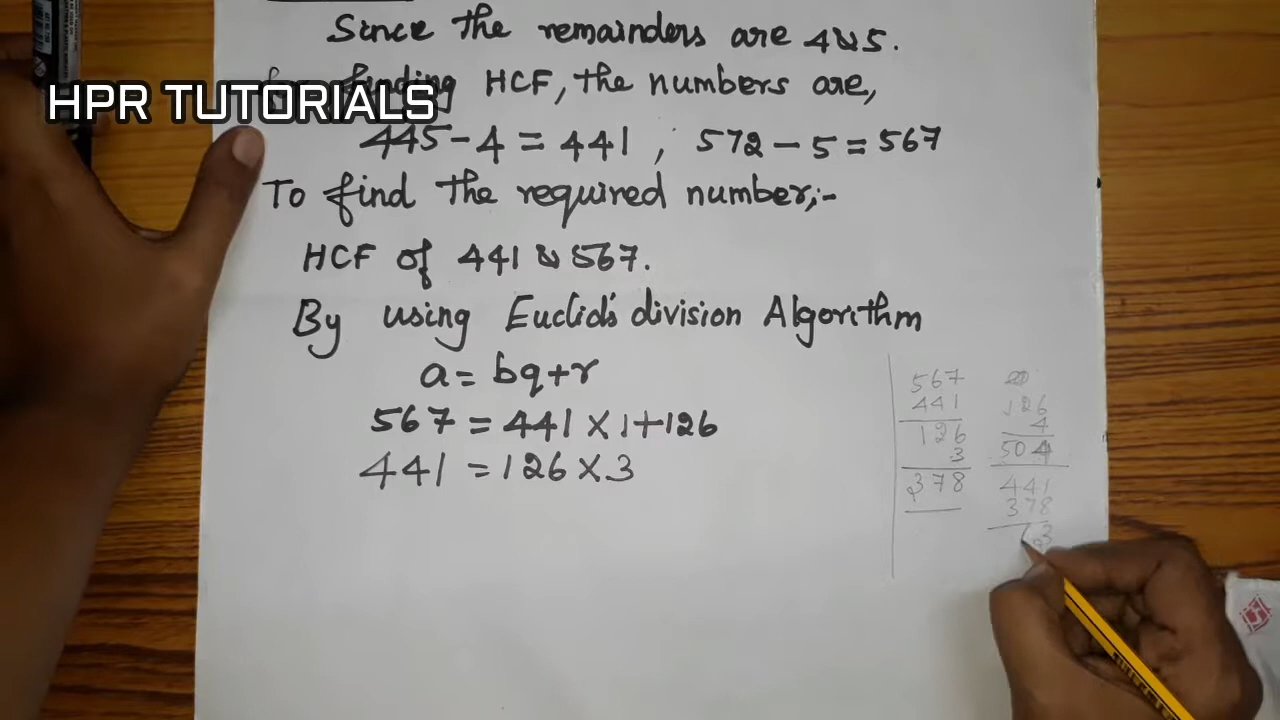 Since the remainders are 4 & 5.
finding HCF, the numbers are,
HPR TUTORIALS
445 - 4 = 441 ; 572 - 5 = 567
To find the required number;-
HCF of 441 & 567.
By using Euclid's division Algorithm
a = bq+r
567 = 441 × 1 + 126
441 = 126 × 3
567
441
126
3
378
126
4
504
441
378
63